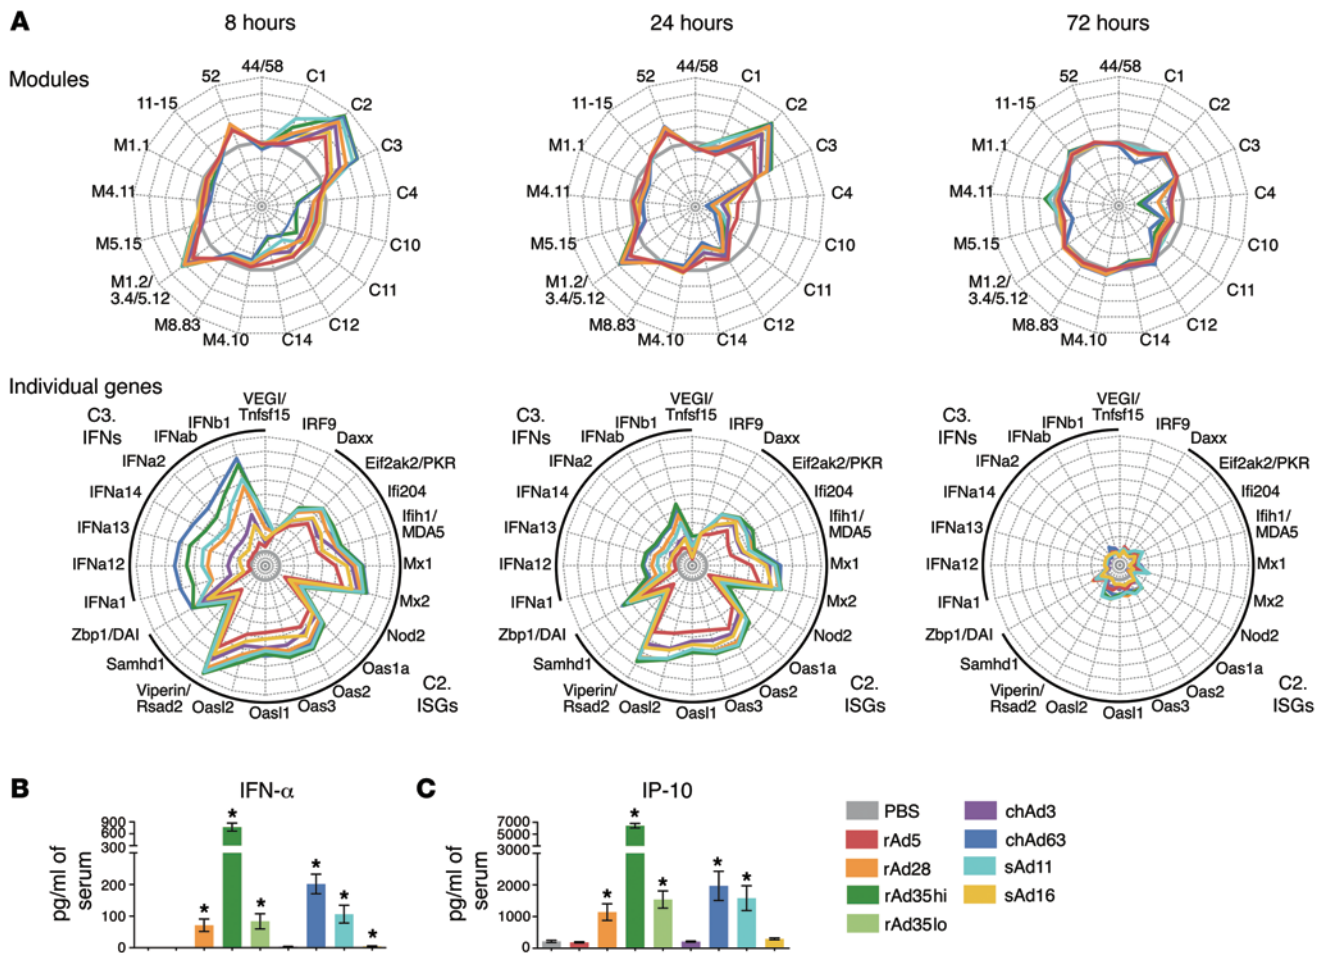 A
8 hours
24 hours
72 hours
Modules
44/58
C1
C2
C3
C4
C10
C11
C12
C14
M4.10
M8.83
M1.2/
3.4/5.12
M5.15
M4.11
M1.1
11-15
52
44/58
C1
C2
C3
C4
C10
C11
C12
C14
M4.10
M8.83
M1.2/
3.4/5.12
M5.15
M4.11
M1.1
11-15
52
44/58
C1
C2
C3
C4
C10
C11
C12
C14
M4.10
M8.83
M1.2/
3.4/5.12
M5.15
M4.11
M1.1
11-15
52
Individual genes
C3.
IFNs
VEGI/
Tnfsf15
IRF9
Daxx
Eif2ak2/PKR
Ifi204
Ifih1/
MDA5
Mx1
Mx2
Nod2
Oas1a
Oas2
Oas3
Oasl1
Oasl2
Viperin/
Rsad2
Samhd1
Zbp1/DAI
IFNa1
IFNa12
IFNa13
IFNa14
IFNa2
IFNab
IFNb1
C2.
ISGs
C3.
IFNs
VEGI/
Tnfsf15
IRF9
Daxx
Eif2ak2/PKR
Ifi204
Ifih1/
MDA5
Mx1
Mx2
Nod2
Oas1a
Oas2
Oas3
Oasl1
Oasl2
Viperin/
Rsad2
Samhd1
Zbp1/DAI
IFNa1
IFNa12
IFNa13
IFNa14
IFNa2
IFNab
IFNb1
C2.
ISGs
C3.
IFNs
VEGI/
Tnfsf15
IRF9
Daxx
Eif2ak2/PKR
Ifi204
Ifih1/
MDA5
Mx1
Mx2
Nod2
Oas1a
Oas2
Oas3
Oasl1
Oasl2
Viperin/
Rsad2
Samhd1
Zbp1/DAI
IFNa1
IFNa12
IFNa13
IFNa14
IFNa2
IFNab
IFNb1
C2.
ISGs
B
IFN-α
pg/ml of
serum
900
600
300
200
100
0
* * * * * *
C
IP-10
pg/ml of
serum
7000
5000
3000
2000
1000
0
* * * * *
PBS
rAd5
rAd28
rAd35hi
rAd35lo
chAd3
chAd63
sAd11
sAd16